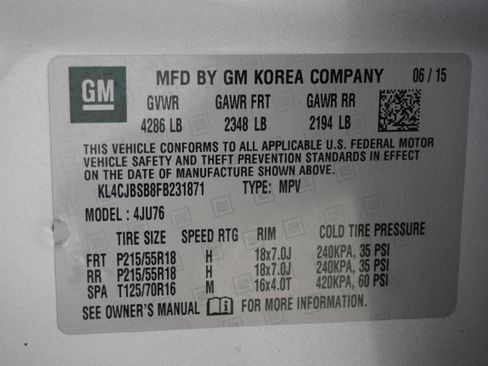 GM MFD BY GM KOREA COMPANY 06 / 15
GVWR GAWR FRT GAWR RR
4286 LB 2348 LB 2194 LB
THIS VEHICLE CONFORMS TO ALL APPLICABLE U.S. FEDERAL MOTOR
VEHICLE SAFETY AND THEFT PREVENTION STANDARDS IN EFFECT
ON THE DATE OF MANUFACTURE SHOWN ABOVE.
KL4CJBSB8FB231871 TYPE: MPV
MODEL : 4JU76
TIRE SIZE SPEED RTG RIM COLD TIRE PRESSURE
FRT P215/55R18 H 18x7.0J 240KPA, 35 PSI
RR P215/55R18 H 18x7.0J 240KPA, 35 PSI
SPA T125/70R16 M 16x4.0T 420KPA, 60 PSI
SEE OWNER'S MANUAL FOR MORE INFORMATION.